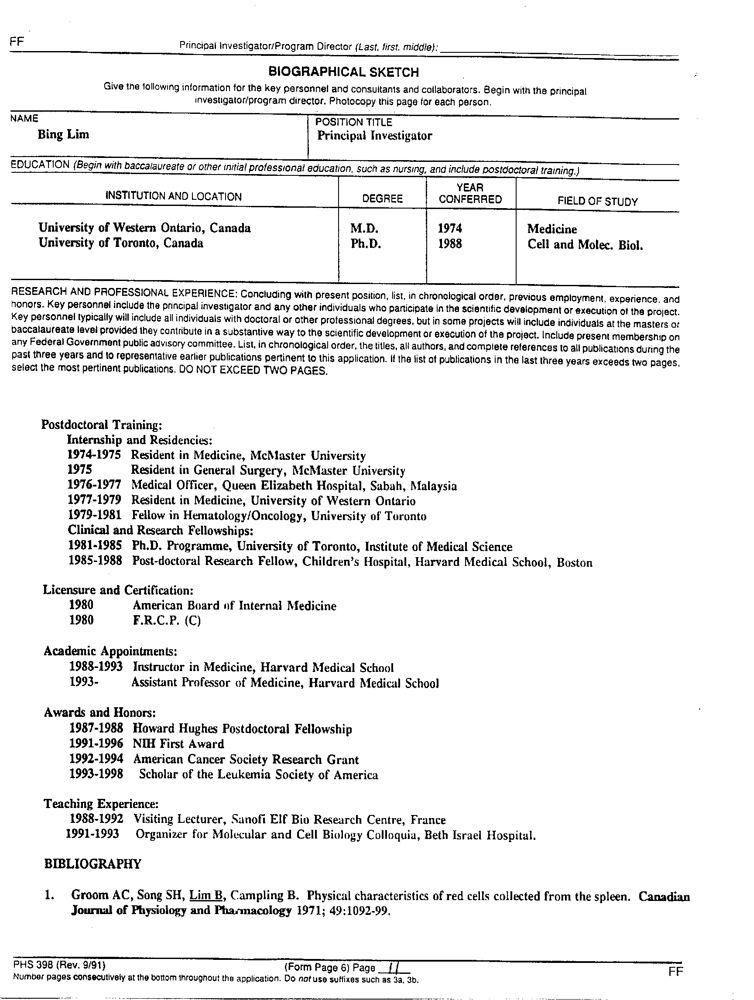 FF
Principal Investigator/Program Director (Last, first, middle):
BIOGRAPHICAL SKETCH
Give the following information for the key personnel and consultants and collaborators. Begin with the principal
investigator/program director. Photocopy this page for each person.
NAME
Bing Lim
POSITION TITLE
Principal Investigator
EDUCATION (Begin with baccalaureate or other initial professional education, such as nursing, and include postdoctoral training.)
INSTITUTION AND LOCATION DEGREE YEAR CONFERRED FIELD OF STUDY
University of Western Ontario, Canada M.D. 1974 Medicine
University of Toronto, Canada Ph.D. 1988 Cell and Molec. Biol.
RESEARCH AND PROFESSIONAL EXPERIENCE: Concluding with present position, list, in chronological order, previous employment, experience, and
honors. Key personnel include the principal investigator and any other individuals who participate in the scientific development or execution of the project.
Key personnel typically will include all individuals with doctoral or other professional degrees, but in some projects will include individuals at the masters or
baccalaureate level provided they contribute in a substantive way to the scientific development or execution of the project. Include present membership on
any Federal Government public advisory committee. List, in chronological order, the titles, all authors, and complete references to all publications during the
past three years and to representative earlier publications pertinent to this application. If the list of publications in the last three years exceeds two pages,
select the most pertinent publications. DO NOT EXCEED TWO PAGES.
Postdoctoral Training:
Internship and Residencies:
1974-1975 Resident in Medicine, McMaster University
1975 Resident in General Surgery, McMaster University
1976-1977 Medical Officer, Queen Elizabeth Hospital, Sabah, Malaysia
1977-1979 Resident in Medicine, University of Western Ontario
1979-1981 Fellow in Hematology/Oncology, University of Toronto
Clinical and Research Fellowships:
1981-1985 Ph.D. Programme, University of Toronto, Institute of Medical Science
1985-1988 Post-doctoral Research Fellow, Children's Hospital, Harvard Medical School, Boston
Licensure and Certification:
1980 American Board of Internal Medicine
1980 F.R.C.P. (C)
Academic Appointments:
1988-1993 Instructor in Medicine, Harvard Medical School
1993- Assistant Professor of Medicine, Harvard Medical School
Awards and Honors:
1987-1988 Howard Hughes Postdoctoral Fellowship
1991-1996 NIH First Award
1992-1994 American Cancer Society Research Grant
1993-1998 Scholar of the Leukemia Society of America
Teaching Experience:
1988-1992 Visiting Lecturer, Sanofi Elf Bio Research Centre, France
1991-1993 Organizer for Molecular and Cell Biology Colloquia, Beth Israel Hospital.
BIBLIOGRAPHY
1. Groom AC, Song SH, Lim B, Campling B. Physical characteristics of red cells collected from the spleen. Canadian
Journal of Physiology and Pharmacology 1971; 49:1092-99.
PHS 398 (Rev. 9/91) (Form Page 6) Page 11 FF
Number pages consecutively at the bottom throughout the application. Do not use suffixes such as 3a, 3b.